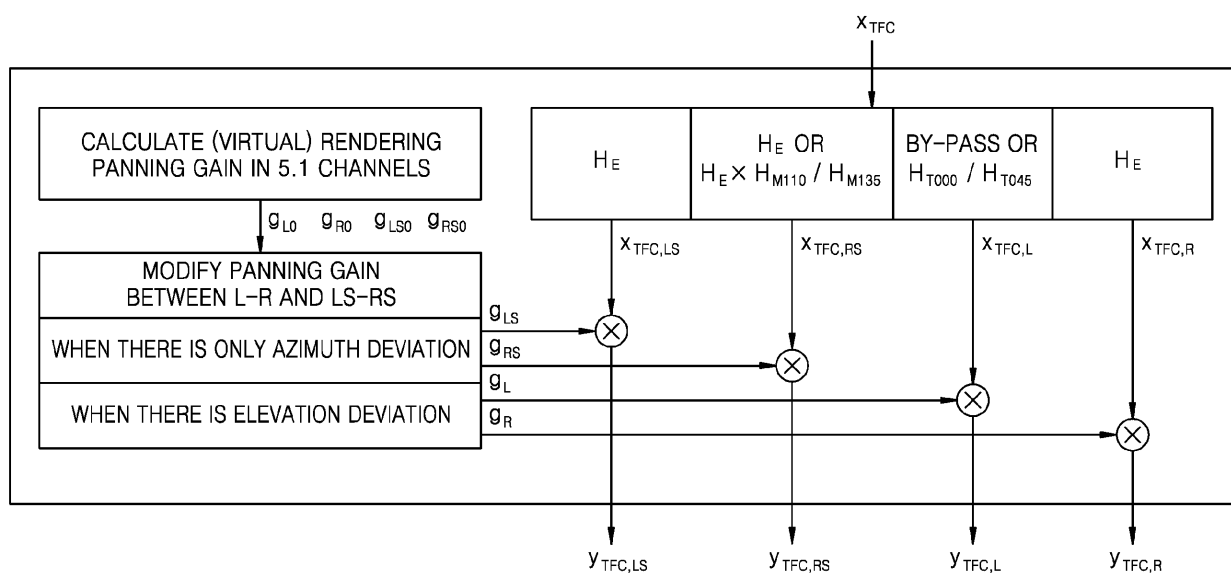 x_TFC
CALCULATE (VIRTUAL) RENDERING
PANNING GAIN IN 5.1 CHANNELS
g_L0 g_R0 g_LS0 g_RS0
MODIFY PANNING GAIN
BETWEEN L-R AND LS-RS
WHEN THERE IS ONLY AZIMUTH DEVIATION
WHEN THERE IS ELEVATION DEVIATION
H_E
H_E OR
H_E × H_M110 / H_M135
BY-PASS OR
H_T000 / H_T045
H_E
x_TFC,LS
x_TFC,RS
x_TFC,L
x_TFC,R
g_LS
g_RS
g_L
g_R
y_TFC,LS
y_TFC,RS
y_TFC,L
y_TFC,R